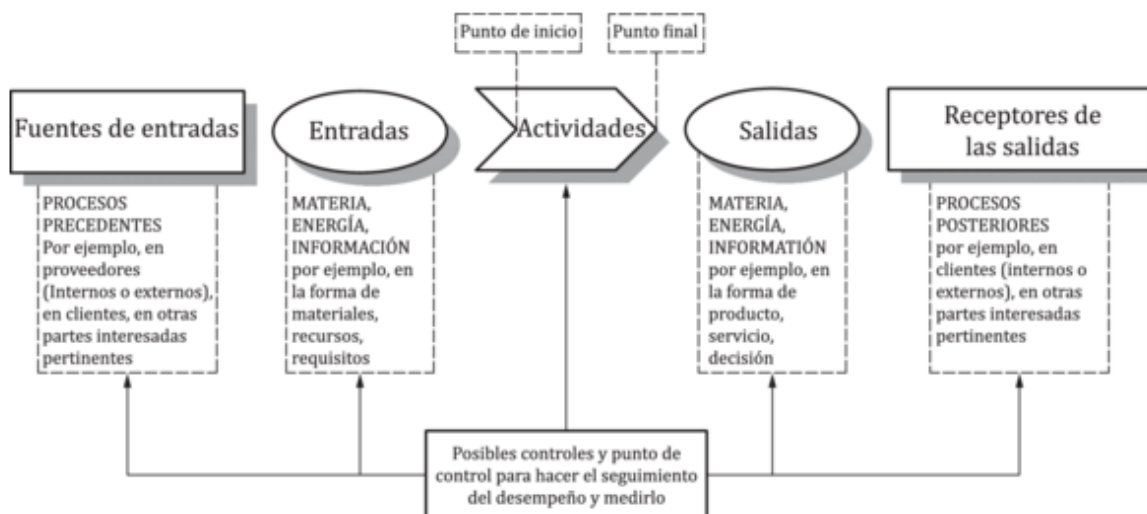 Punto de inicio
Punto final
Fuentes de entradas
Entradas
Actividades
Salidas
Receptores de
las salidas
PROCESOS
PRECEDENTES
Por ejemplo, en
proveedores
(Internos o externos),
en clientes, en otras
partes interesadas
pertinentes
MATERIA,
ENERGÍA,
INFORMACIÓN
por ejemplo, en
la forma de
materiales,
recursos,
requisitos
MATERIA,
ENERGÍA,
INFORMATIÓN
por ejemplo, en
la forma de
producto,
servicio,
decisión
PROCESOS
POSTERIORES
por ejemplo, en
clientes (internos o
externos), en otras
partes interesadas
pertinentes
Posibles controles y punto de
control para hacer el seguimiento
del desempeño y medirlo